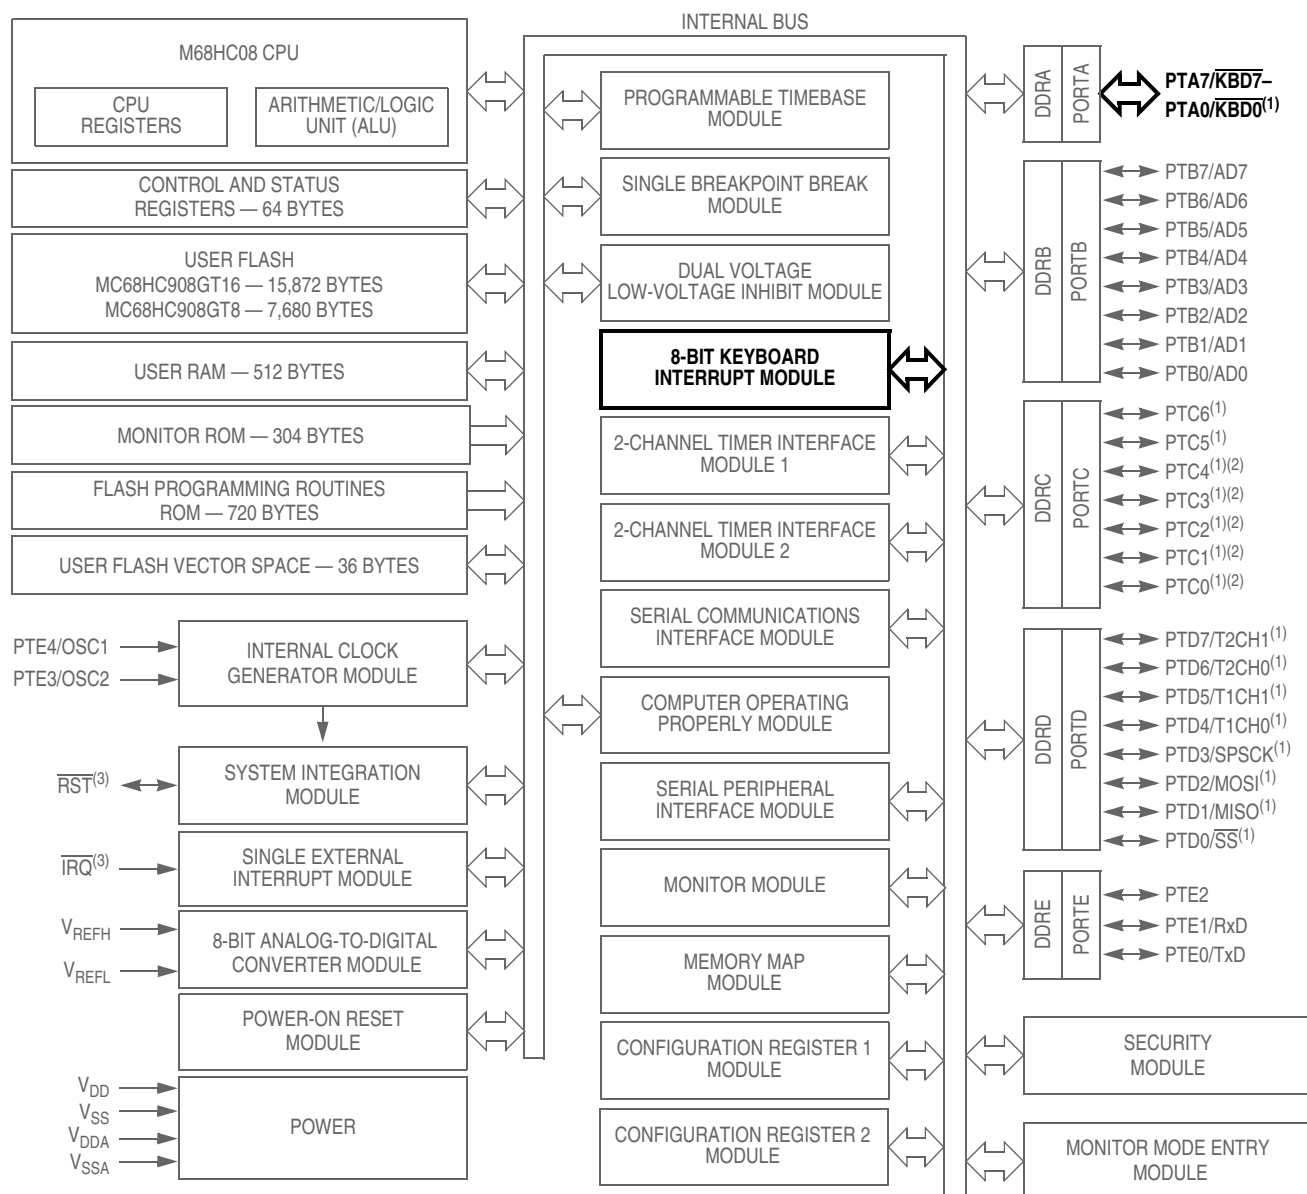 INTERNAL BUS
M68HC08 CPU
CPU
REGISTERS
ARITHMETIC/LOGIC
UNIT (ALU)
CONTROL AND STATUS
REGISTERS — 64 BYTES
USER FLASH
MC68HC908GT16 — 15,872 BYTES
MC68HC908GT8 — 7,680 BYTES
USER RAM — 512 BYTES
MONITOR ROM — 304 BYTES
FLASH PROGRAMMING ROUTINES
ROM — 720 BYTES
USER FLASH VECTOR SPACE — 36 BYTES
PTE4/OSC1
PTE3/OSC2
INTERNAL CLOCK
GENERATOR MODULE
RST(3)
SYSTEM INTEGRATION
MODULE
IRQ(3)
SINGLE EXTERNAL
INTERRUPT MODULE
VREFH
VREFL
8-BIT ANALOG-TO-DIGITAL
CONVERTER MODULE
POWER-ON RESET
MODULE
VDD
VSS
VDDA
VSSA
POWER
PROGRAMMABLE TIMEBASE
MODULE
SINGLE BREAKPOINT BREAK
MODULE
DUAL VOLTAGE
LOW-VOLTAGE INHIBIT MODULE
8-BIT KEYBOARD
INTERRUPT MODULE
2-CHANNEL TIMER INTERFACE
MODULE 1
2-CHANNEL TIMER INTERFACE
MODULE 2
SERIAL COMMUNICATIONS
INTERFACE MODULE
COMPUTER OPERATING
PROPERLY MODULE
SERIAL PERIPHERAL
INTERFACE MODULE
MONITOR MODULE
MEMORY MAP
MODULE
CONFIGURATION REGISTER 1
MODULE
CONFIGURATION REGISTER 2
MODULE
DDRA
PORTA
PTA7/KBD7–
PTA0/KBD0(1)
DDRB
PORTB
PTB7/AD7
PTB6/AD6
PTB5/AD5
PTB4/AD4
PTB3/AD3
PTB2/AD2
PTB1/AD1
PTB0/AD0
DDRC
PORTC
PTC6(1)
PTC5(1)
PTC4(1)(2)
PTC3(1)(2)
PTC2(1)(2)
PTC1(1)(2)
PTC0(1)(2)
DDRD
PORTD
PTD7/T2CH1(1)
PTD6/T2CH0(1)
PTD5/T1CH1(1)
PTD4/T1CH0(1)
PTD3/SPSCK(1)
PTD2/MOSI(1)
PTD1/MISO(1)
PTD0/SS(1)
DDRE
PORTE
PTE2
PTE1/RxD
PTE0/TxD
SECURITY
MODULE
MONITOR MODE ENTRY
MODULE